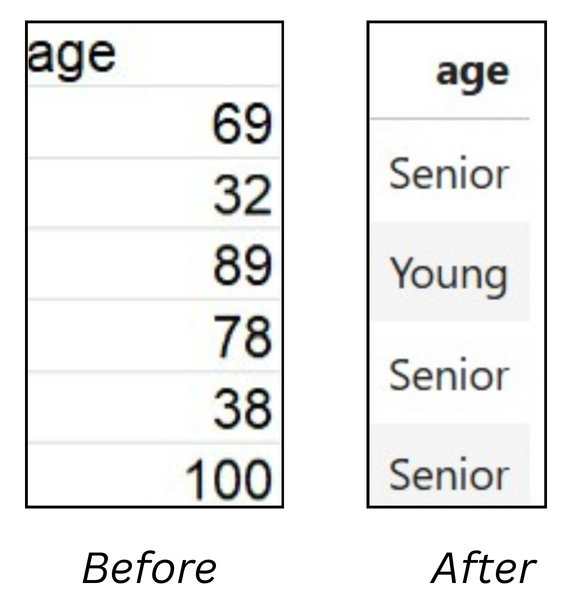 age
69
32
89
78
38
100
Before
age
Senior
Young
Senior
Senior
After